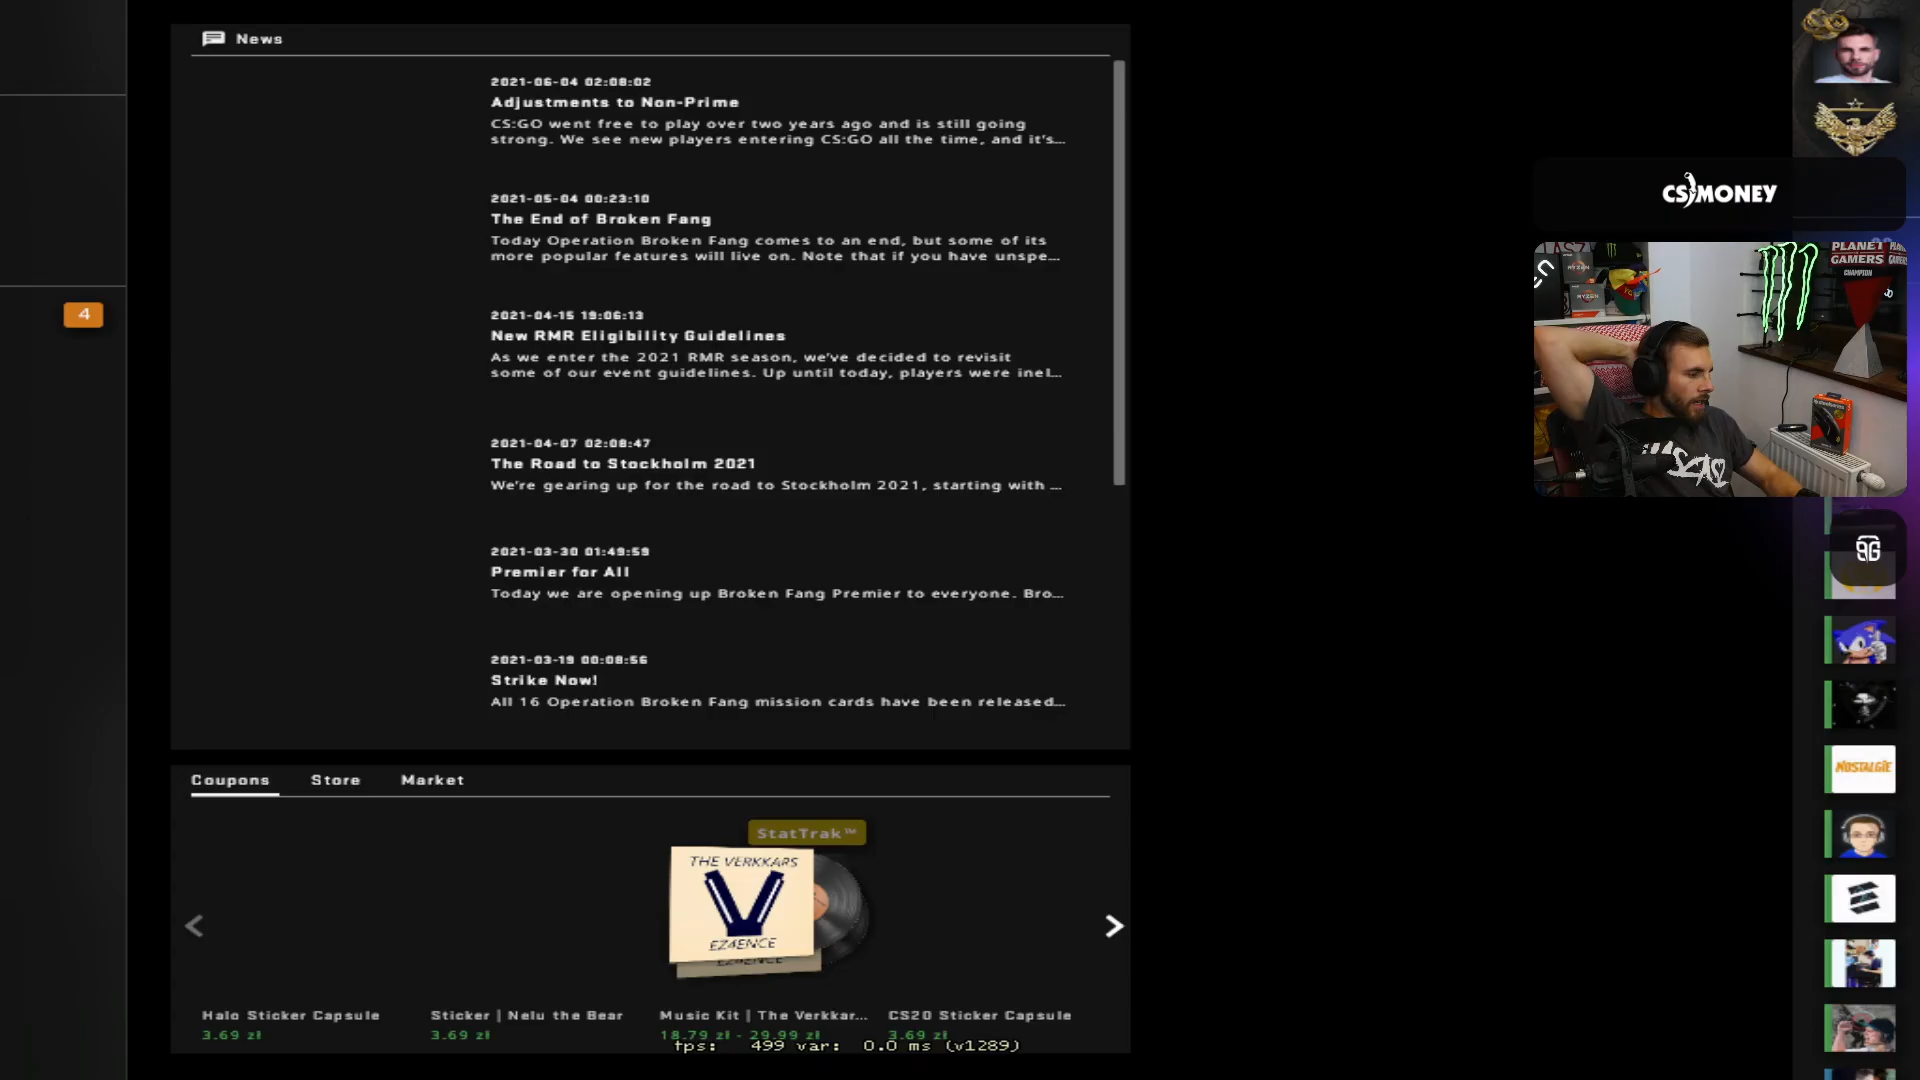 News
2021-06-04 02:08:02
Adjustments to Non-Prime
CS:GO went free to play over two years ago and is still going
strong. We see new players entering CS:GO all the time, and it's...
2021-05-04 00:23:10
The End of Broken Fang
Today Operation Broken Fang comes to an end, but some of its
more popular features will live on. Note that if you have unspe...
2021-04-15 19:06:13
New RMR Eligibility Guidelines
As we enter the 2021 RMR season, we've decided to revisit
some of our event guidelines. Up until today, players were inel...
2021-04-07 02:08:47
The Road to Stockholm 2021
We're gearing up for the road to Stockholm 2021, starting with ...
2021-03-30 01:49:59
Premier for All
Today we are opening up Broken Fang Premier to everyone. Bro...
2021-03-19 00:08:56
Strike Now!
All 16 Operation Broken Fang mission cards have been released...
4
Coupons Store Market
StatTrak™
THE VERKKARS
EZ4ENCE
EZ4ENCE
Halo Sticker Capsule
3.69 zł
Sticker | Nelu the Bear
3.69 zł
Music Kit | The Verkkar...
18.79 zł - 29.99 zł
CS20 Sticker Capsule
3.69 zł
fps: 499 var: 0.0 ms (v1289)
CS.MONEY
RYZEN
RYZEN
PLANET
GAMERS
CHAMPION
NOSTALGIE